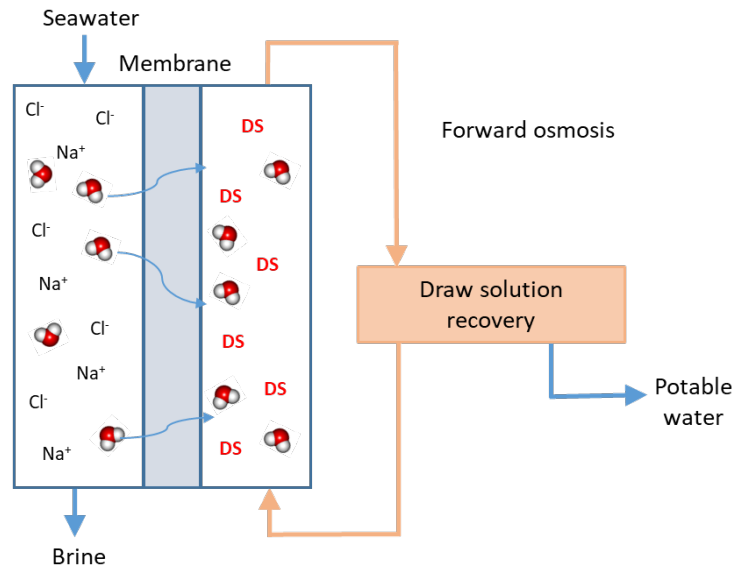 Seawater
Membrane
Cl⁻
Cl⁻
DS
Forward osmosis
Na⁺
DS
Cl⁻
DS
Na⁺
Draw solution
recovery
Cl⁻
DS
Na⁺
DS
Cl⁻
Potable
water
Na⁺
DS
Brine